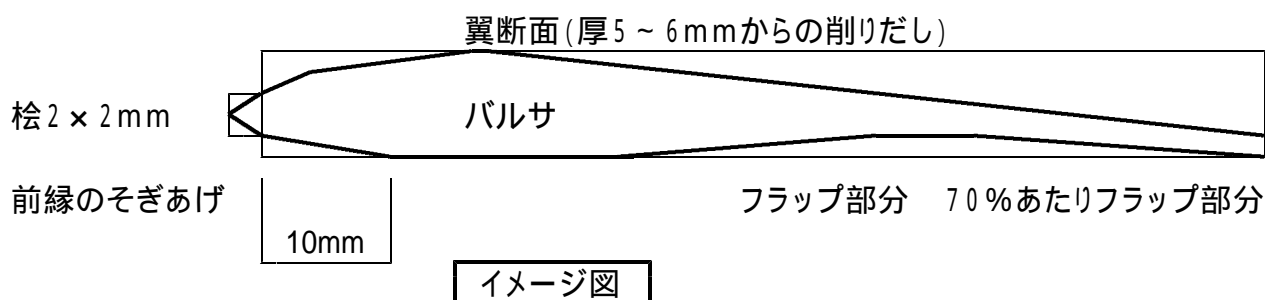 翼断面(厚5~6mmからの削りだし)
桧2×2mm
バルサ
前縁のそぎあげ
フラップ部分 70%あたりフラップ部分
10mm
イメージ図